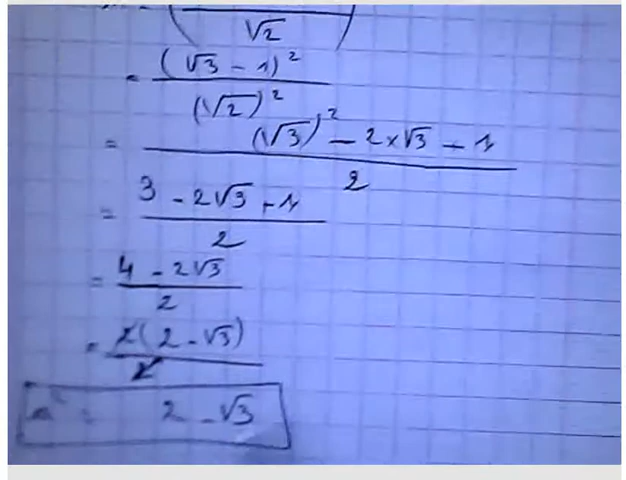 √2
= (√3 - 1)² / (√2)²
= (√3)² - 2×√3 - 1 / 2
= 3 - 2√3 + 1 / 2
= 4 - 2√3 / 2
= 2(2 - √3) / 2
a² = 2 - √3